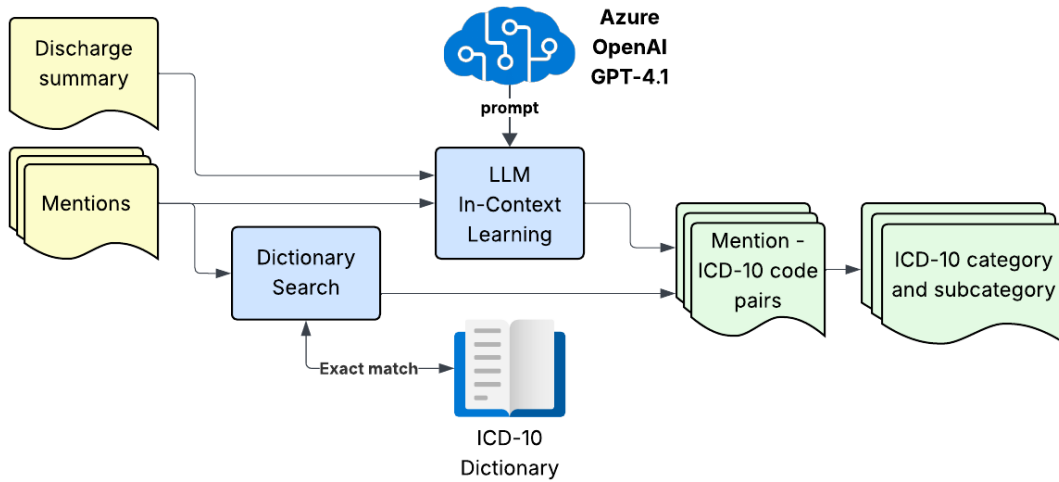 Discharge
summary
Azure
OpenAI
GPT-4.1
prompt
Mentions
LLM
In-Context
Learning
Dictionary
Search
Mention -
ICD-10 code
pairs
ICD-10 category
and subcategory
Exact match
ICD-10
Dictionary